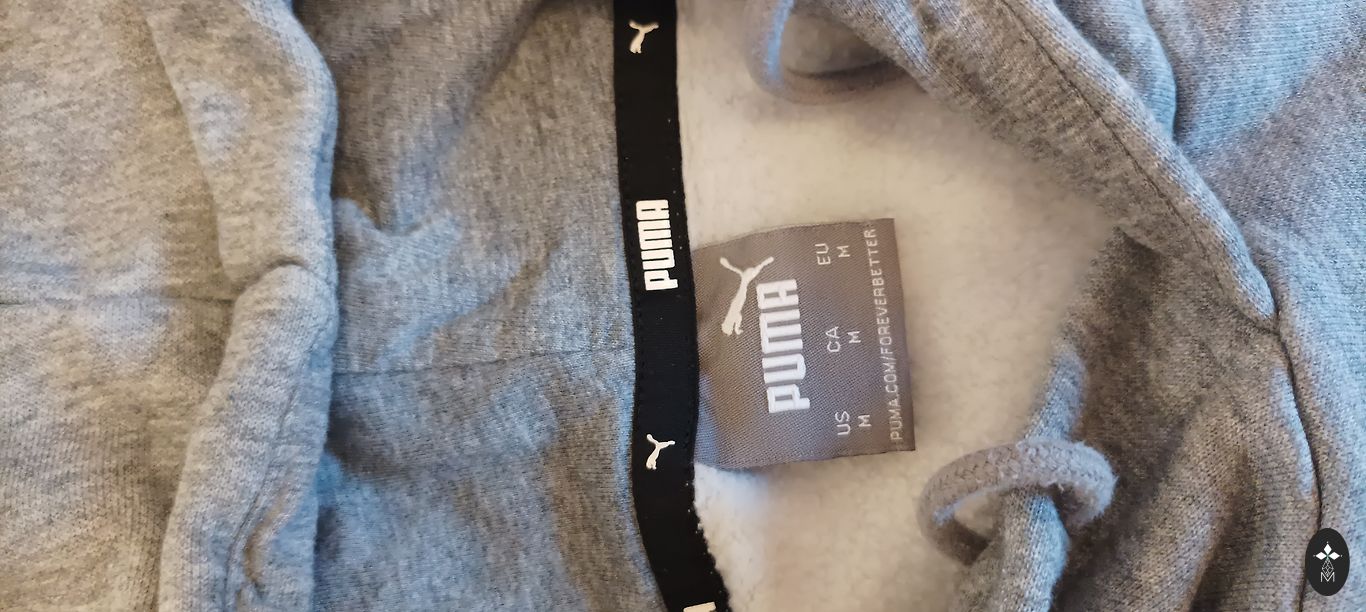 PUMA
PUMA
US CA EU
M M M
PUMA.COM/FOREVERBETTER